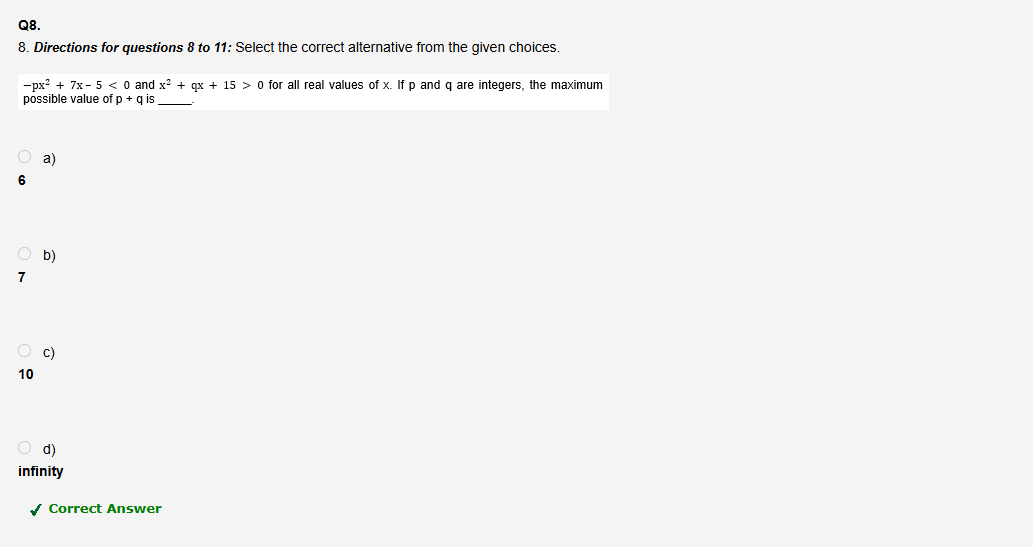 Q8.
8. Directions for questions 8 to 11: Select the correct alternative from the given choices.
−px² + 7x − 5 < 0 and x² + qx + 15 > 0 for all real values of x. If p and q are integers, the maximum
possible value of p + q is _____.
a)
6
b)
7
c)
10
d)
infinity
✓ Correct Answer